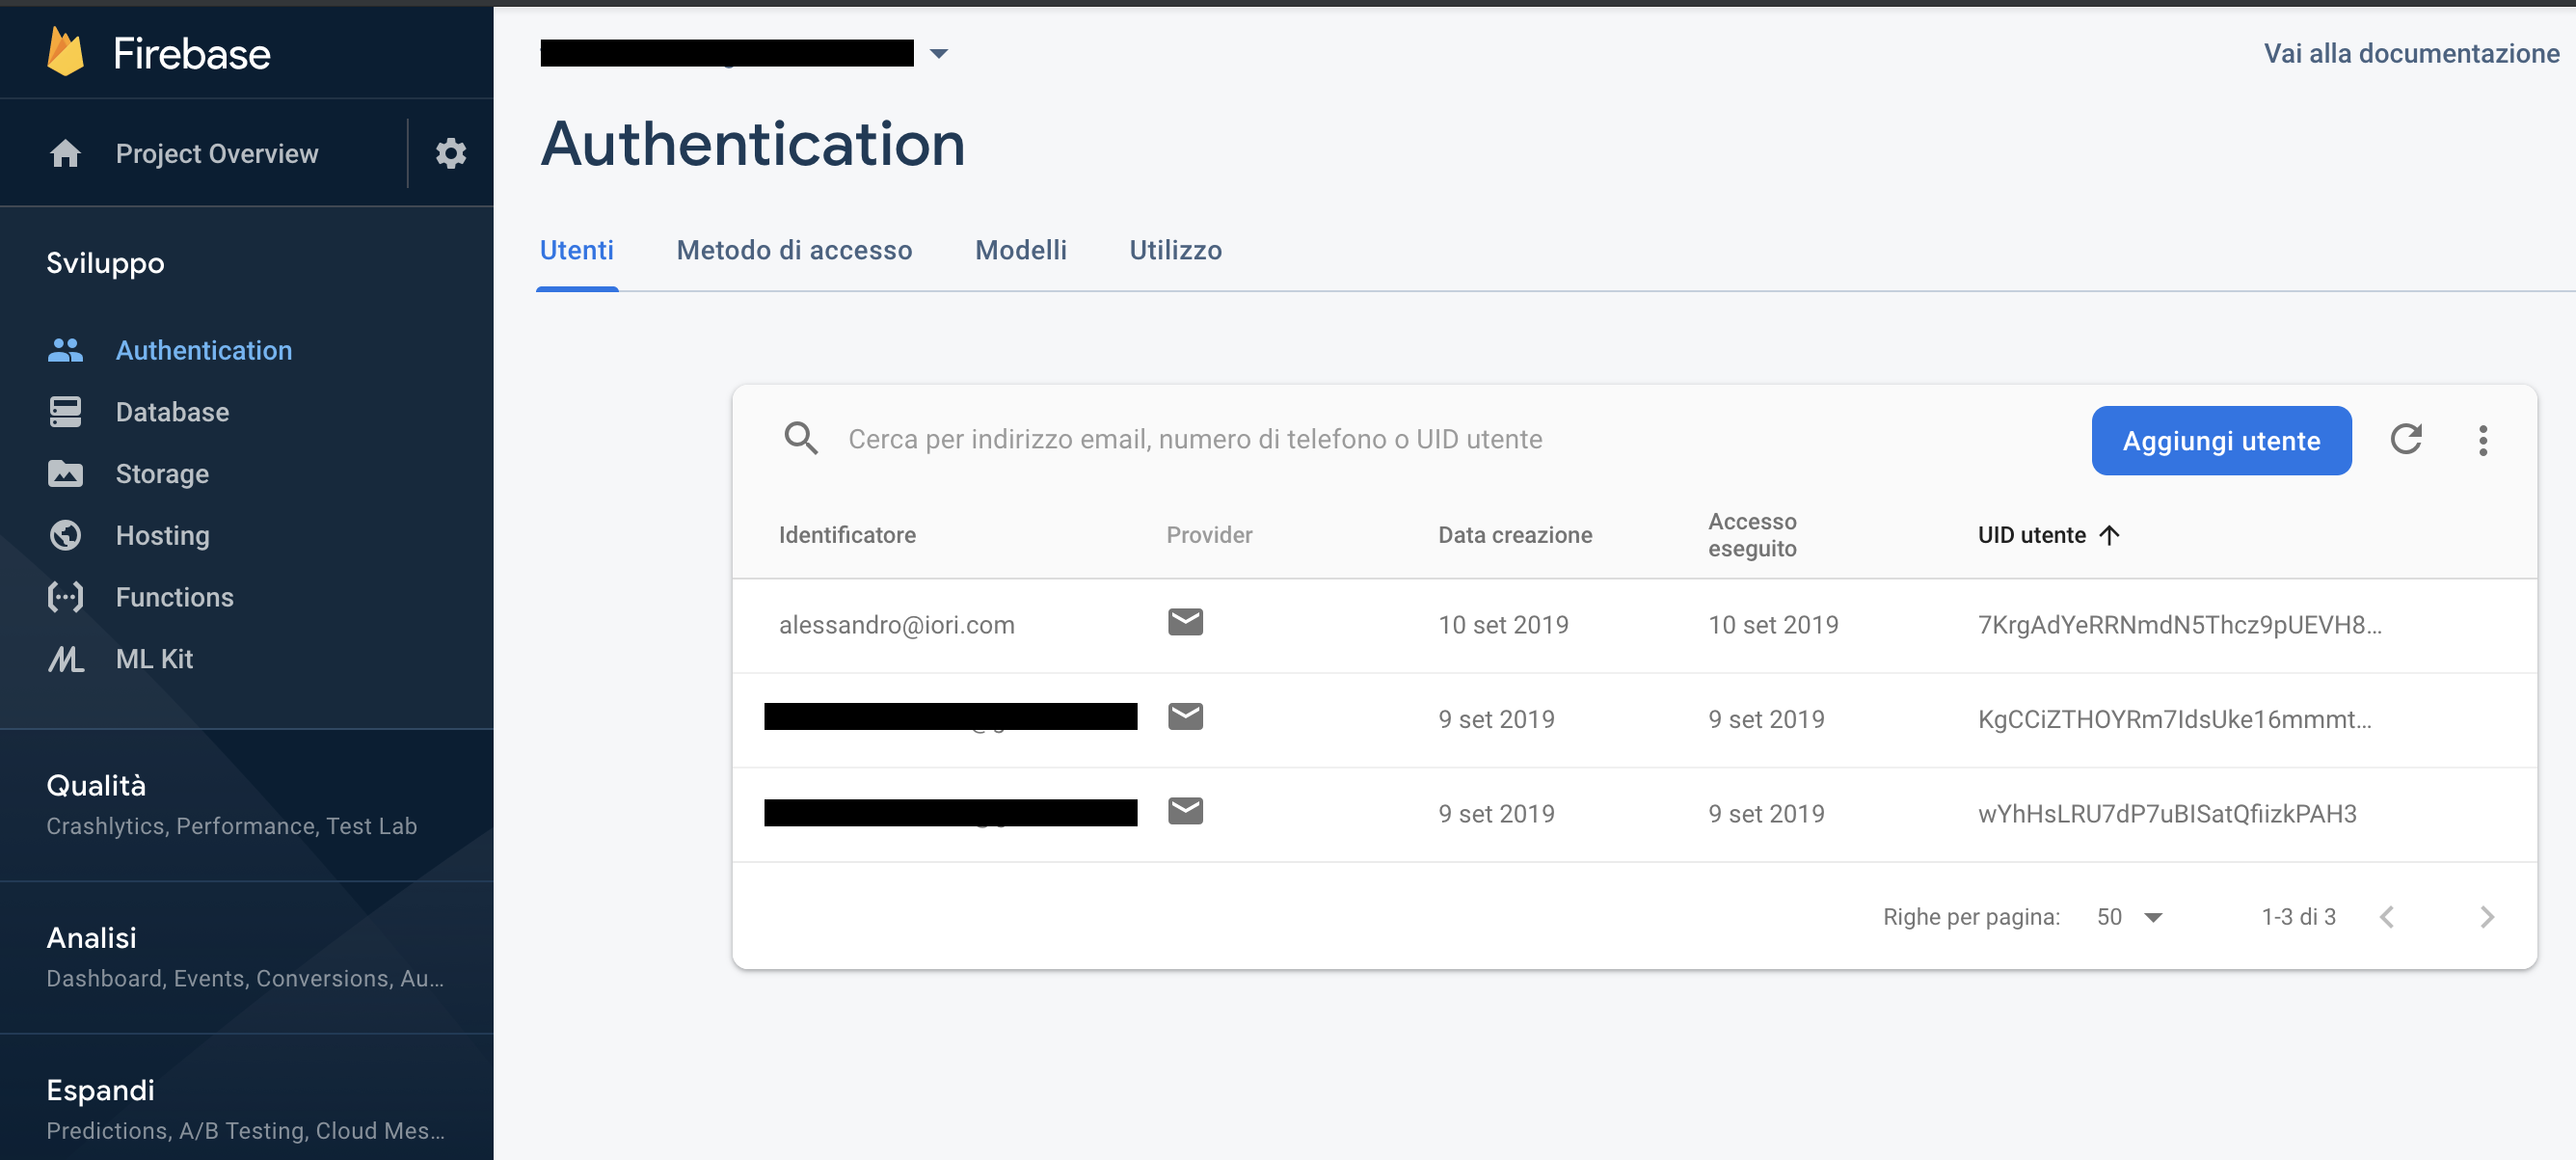 Firebase
Vai alla documentazione
Project Overview
Authentication
Utenti Metodo di accesso Modelli Utilizzo
Sviluppo
Authentication
Database
Storage
Hosting
Functions
ML Kit
Qualità
Crashlytics, Performance, Test Lab
Analisi
Dashboard, Events, Conversions, Au...
Espandi
Predictions, A/B Testing, Cloud Mes...
Cerca per indirizzo email, numero di telefono o UID utente
Aggiungi utente
Identificatore Provider Data creazione Accesso eseguito UID utente
alessandro@iori.com 10 set 2019 10 set 2019 7KrgAdYeRRNmdN5Thcz9pUEVH8...
9 set 2019 9 set 2019 KgCCiZTHOYRm7IdsUke16mmmt...
9 set 2019 9 set 2019 wYhHsLRU7dP7uBISatQfiizkPAH3
Righe per pagina: 50 1-3 di 3